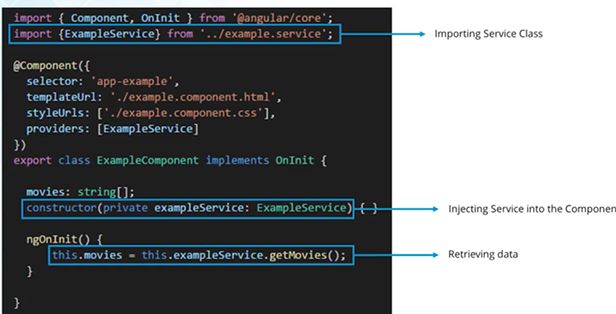 import { Component, OnInit } from '@angular/core';
import {ExampleService} from '../example.service';
Importing Service Class
@Component({
selector: 'app-example',
templateUrl: './example.component.html',
styleUrls: ['./example.component.css'],
providers: [ExampleService]
})
export class ExampleComponent implements OnInit {
movies: string[];
constructor(private exampleService: ExampleService) { }
Injecting Service into the Component
ngOnInit() {
this.movies = this.exampleService.getMovies();
Retrieving data
}
}